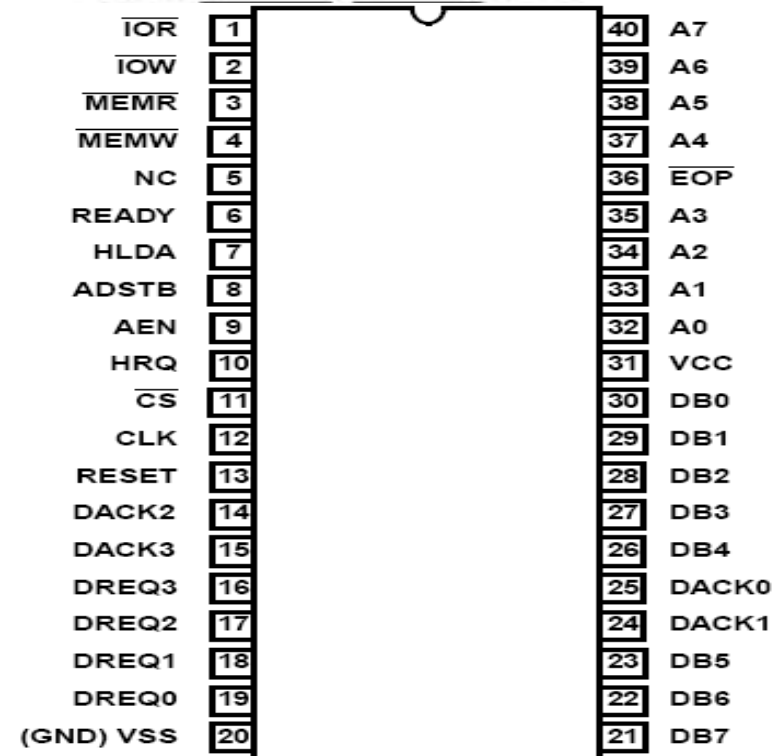 IOR 1 40 A7
IOW 2 39 A6
MEMR 3 38 A5
MEMW 4 37 A4
NC 5 36 EOP
READY 6 35 A3
HLDA 7 34 A2
ADSTB 8 33 A1
AEN 9 32 A0
HRQ 10 31 VCC
CS 11 30 DB0
CLK 12 29 DB1
RESET 13 28 DB2
DACK2 14 27 DB3
DACK3 15 26 DB4
DREQ3 16 25 DACK0
DREQ2 17 24 DACK1
DREQ1 18 23 DB5
DREQ0 19 22 DB6
(GND) VSS 20 21 DB7